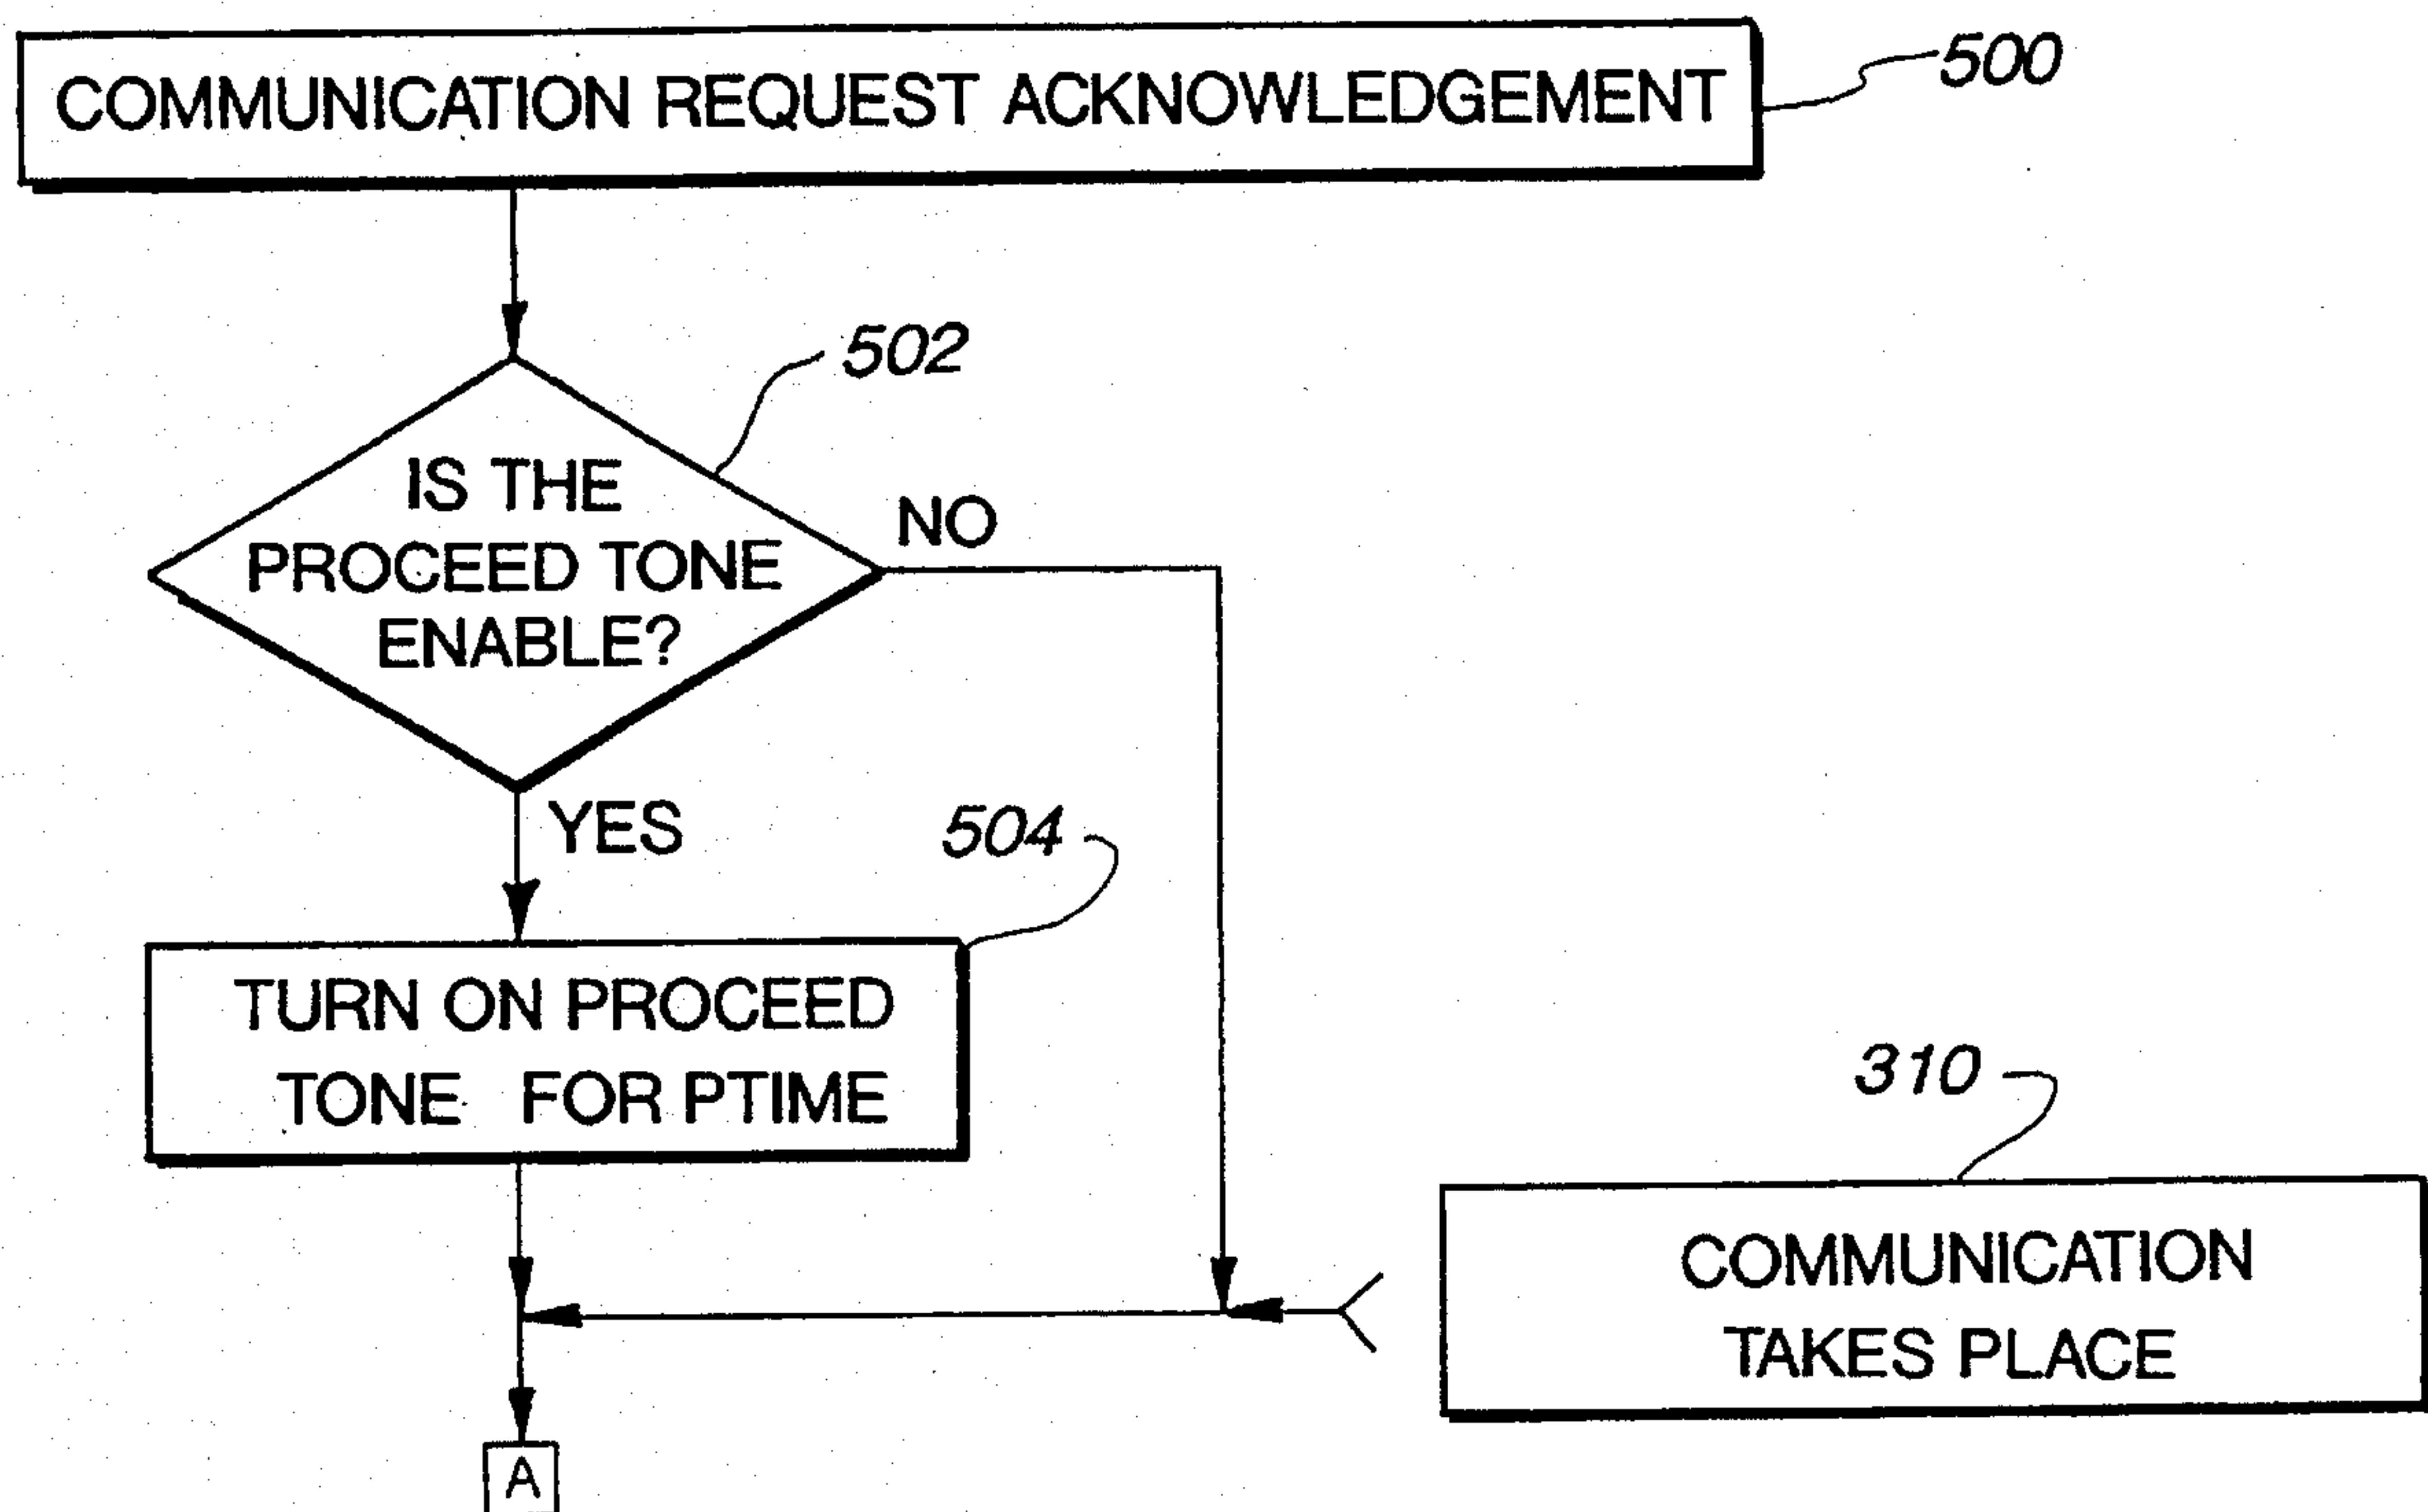 COMMUNICATION REQUEST ACKNOWLEDGEMENT
500
502
IS THE
PROCEED TONE
ENABLE?
NO
YES
504
TURN ON PROCEED
TONE FOR PTIME
310
COMMUNICATION
TAKES PLACE
A